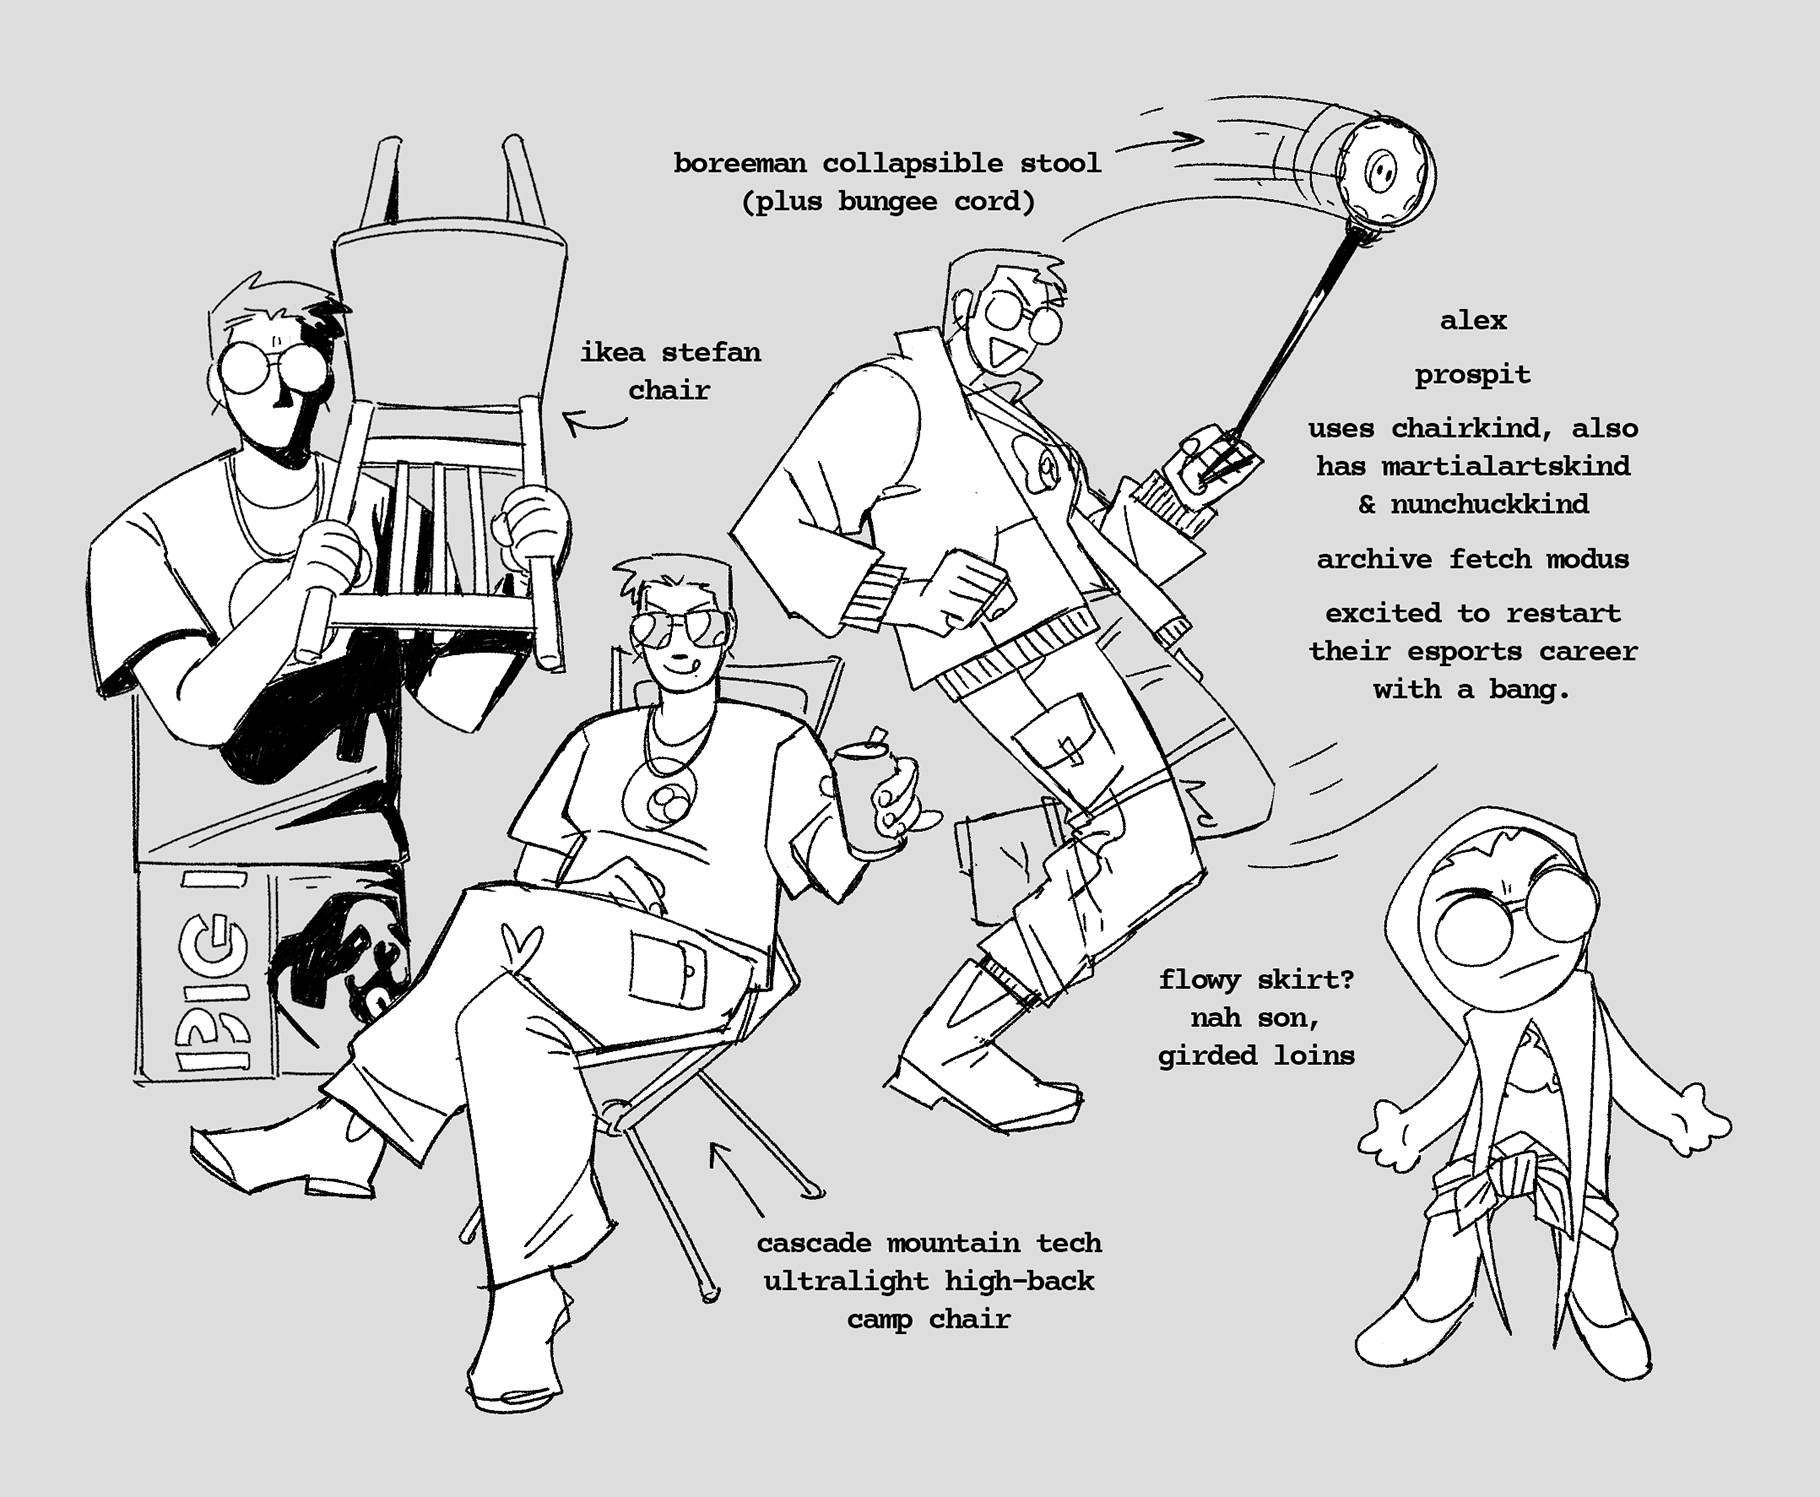 boreeman collapsible stool
(plus bungee cord)
ikea stefan
chair
alex
prospit
uses chairkind, also
has martialartskind
& nunchuckkind
archive fetch modus
excited to restart
their esports career
with a bang.
BIG I
flowy skirt?
nah son,
girded loins
cascade mountain tech
ultralight high-back
camp chair